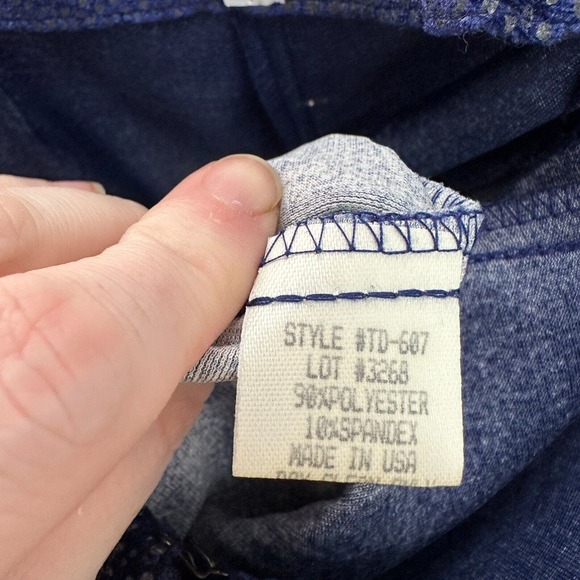 STYLE #TD-607
LOT #3268
90%POLYESTER
10%SPANDEX
MADE IN USA